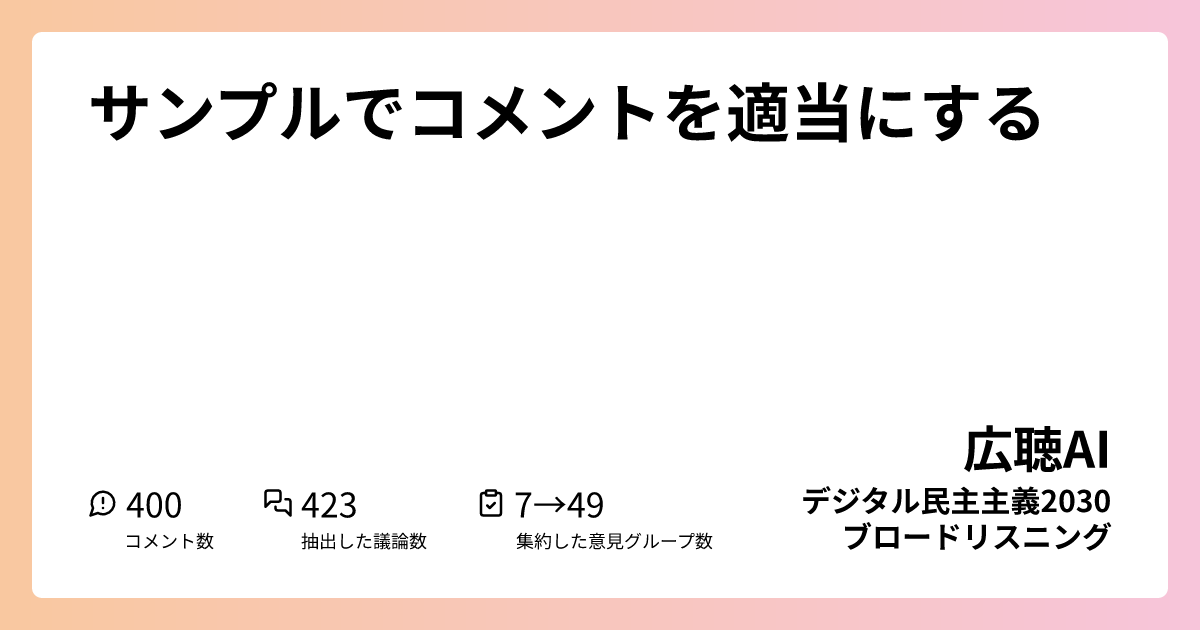 サンプルでコメントを適当にする
400
コメント数
423
抽出した議論数
7→49
集約した意見グループ数
広聴AI
デジタル民主主義2030
ブロードリスニング